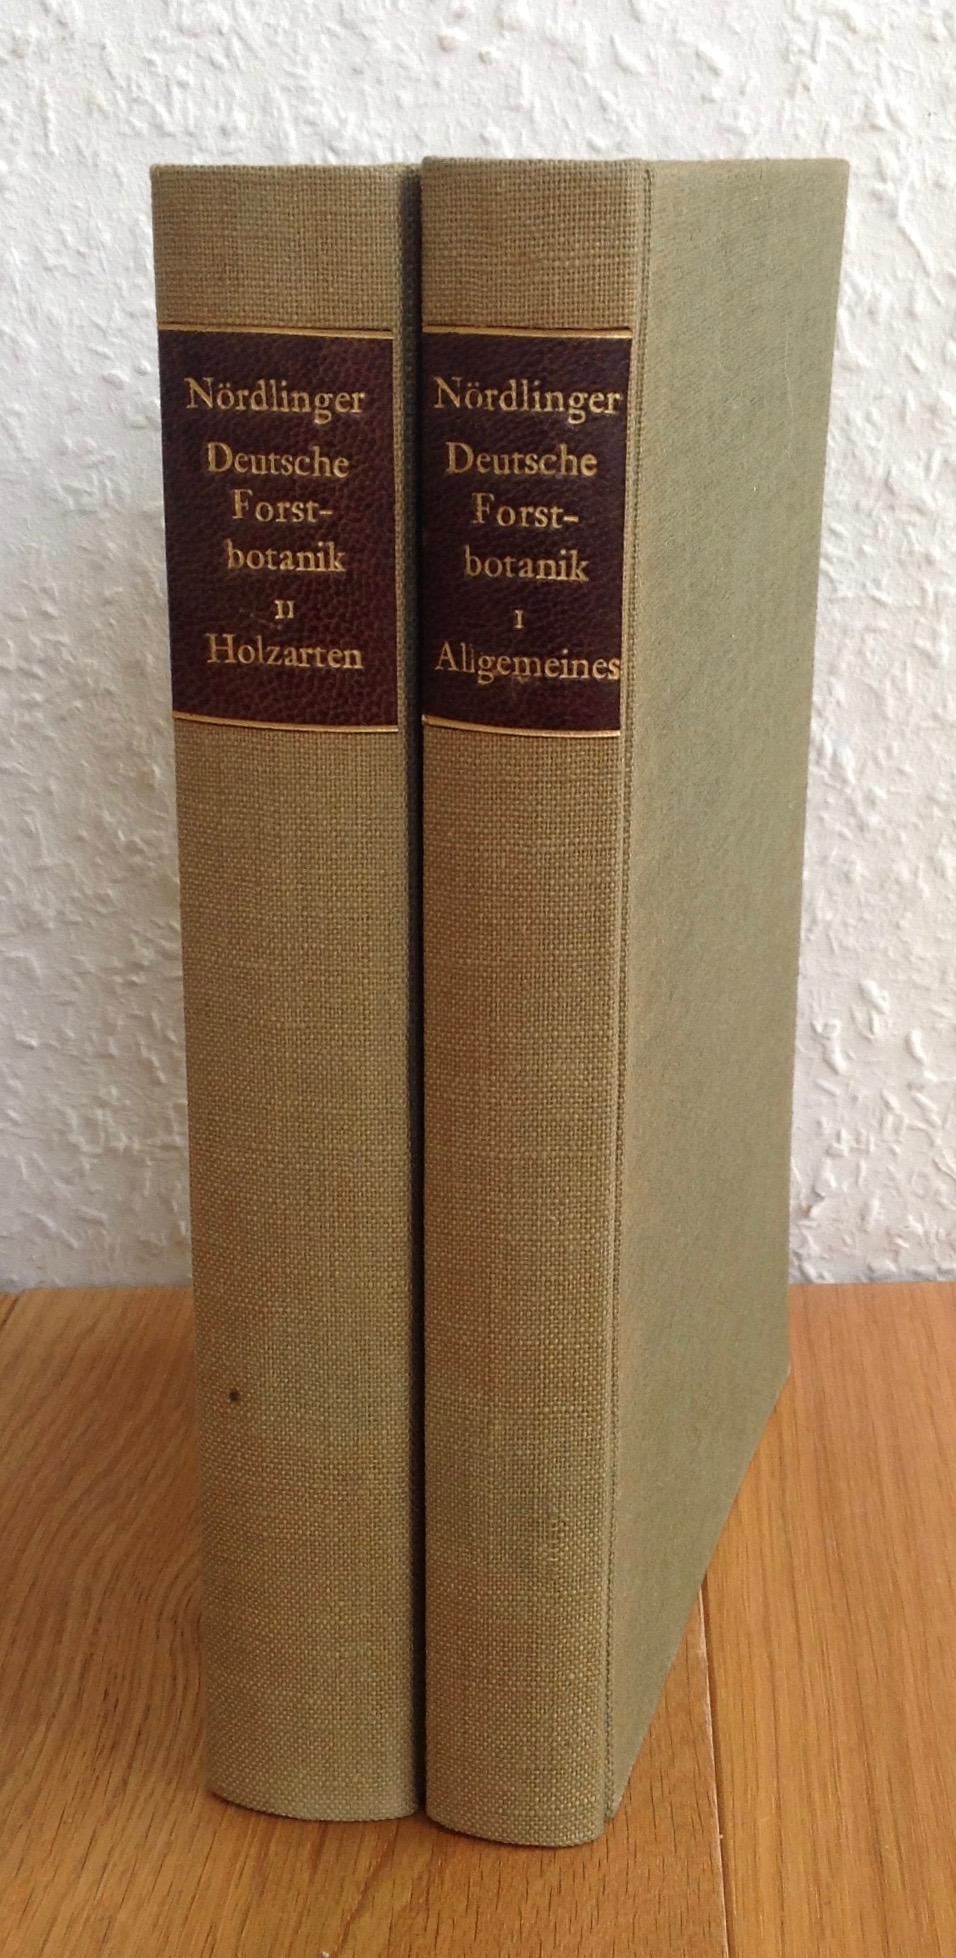 Nördlinger
Deutsche
Forst-
botanik
II
Holzarten
Nördlinger
Deutsche
Forst-
botanik
I
Allgemeines